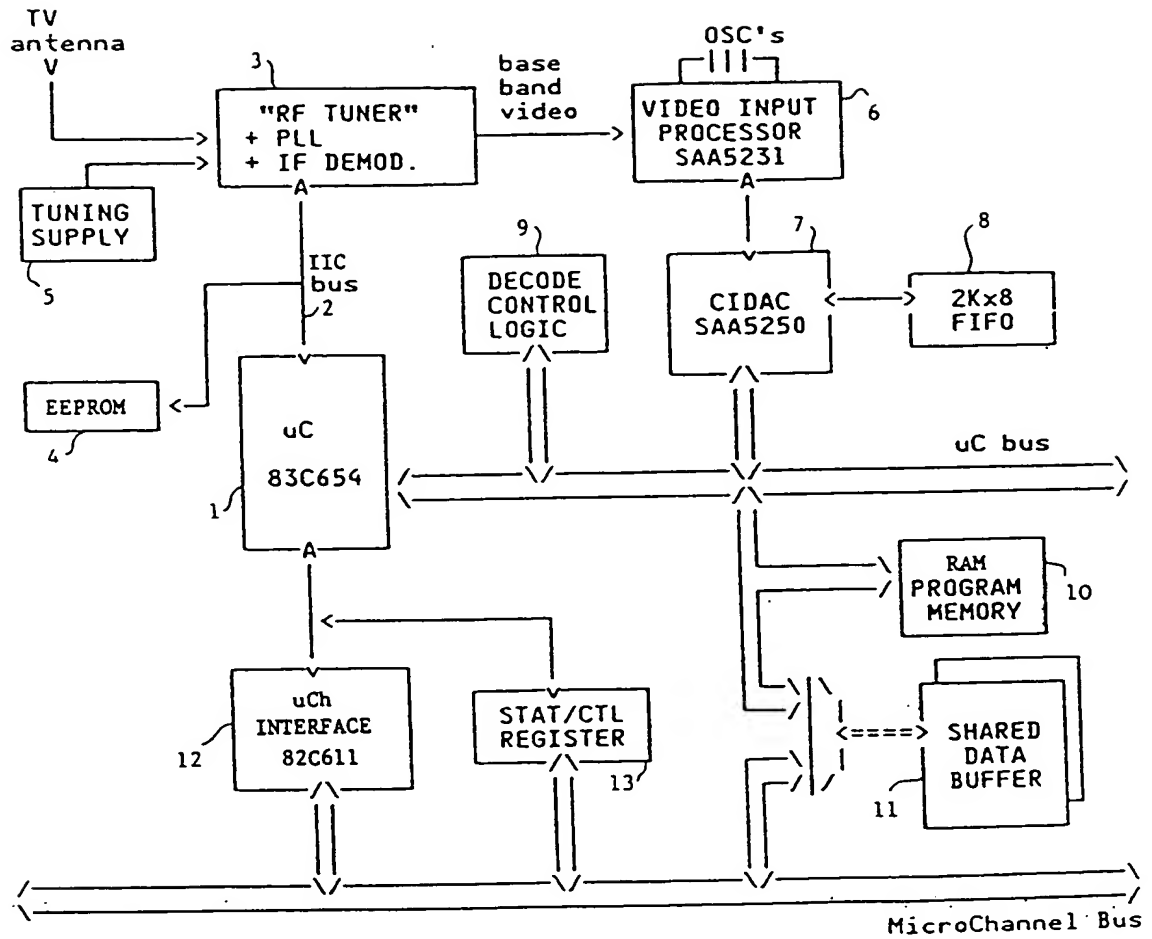 TV
antenna
3
"RF TUNER"
+ PLL
+ IF DEMOD.
base
band
video
OSC's
VIDEO INPUT
PROCESSOR
SAA5231
6
TUNING
SUPPLY
5
IIC
bus
2
9
DECODE
CONTROL
LOGIC
7
CIDAC
SAA5250
8
2Kx8
FIFO
EEPROM
4
uC
83C654
1
uC bus
RAM
PROGRAM
MEMORY
10
uCh
INTERFACE
82C611
12
STAT/CTL
REGISTER
13
SHARED
DATA
BUFFER
11
MicroChannel Bus